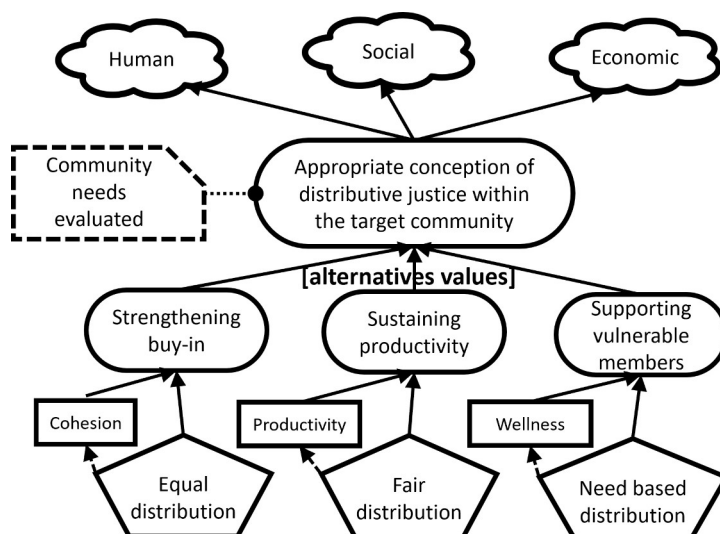 Human
Social
Economic
Community
needs
evaluated
Appropriate conception of
distributive justice within
the target community
[alternatives values]
Strengthening
buy-in
Sustaining
productivity
Supporting
vulnerable
members
Cohesion
Productivity
Wellness
Equal
distribution
Fair
distribution
Need based
distribution